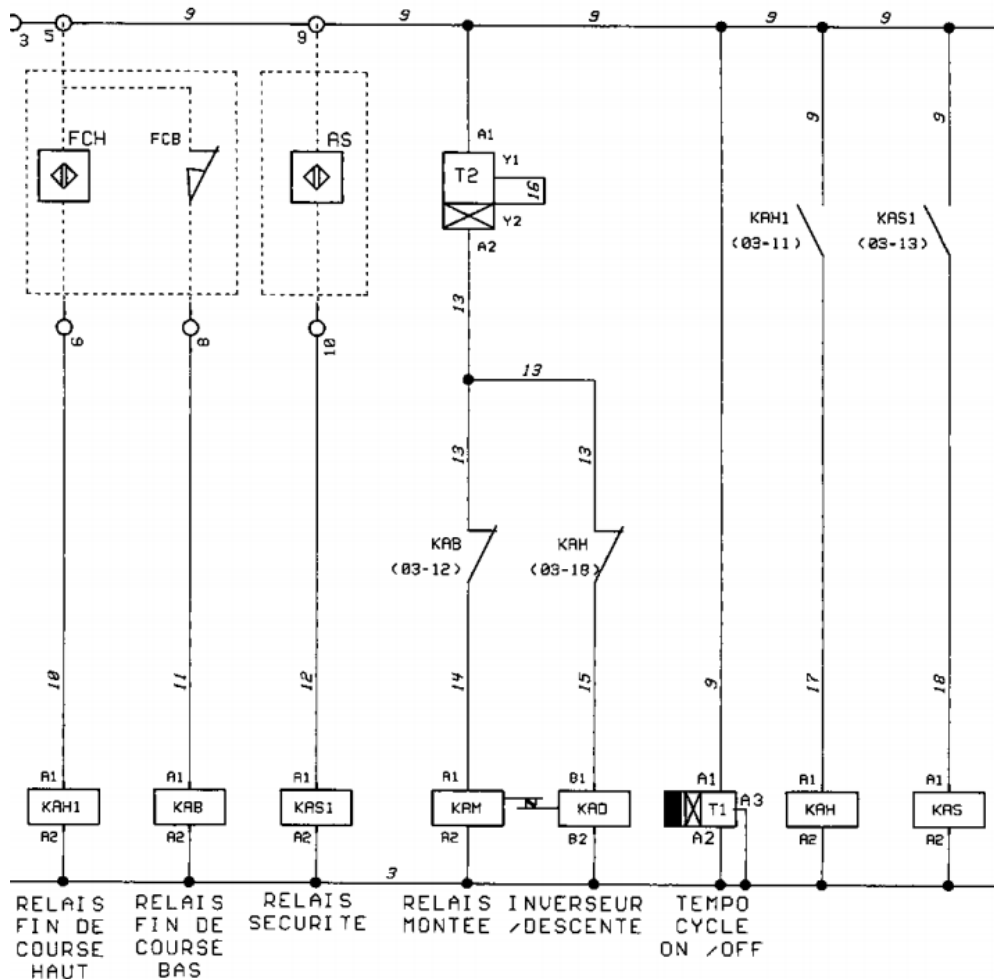 9 9 9 9 9
3 5 9
FCH FCB AS
A1
T2 Y1
16
Y2
A2
9 9
KAH1 KAS1
(03-11) (03-13)
13
6 8 10
13
13 13
KAB KAH
(03-12) (03-18)
10 11 12 14 15 9 17 18
A1 A1 A1 A1 B1 A1 A1 A1
KAH1 KAB KAS1 KAM KAD T1 A3 KAH KAS
A2 A2 A2 A2 B2 A2 A2 A2
3
RELAIS
FIN DE
COURSE
HAUT
RELAIS
FIN DE
COURSE
BAS
RELAIS
SECURITE
RELAIS INVERSEUR
MONTEE /DESCENTE
TEMPO
CYCLE
ON /OFF